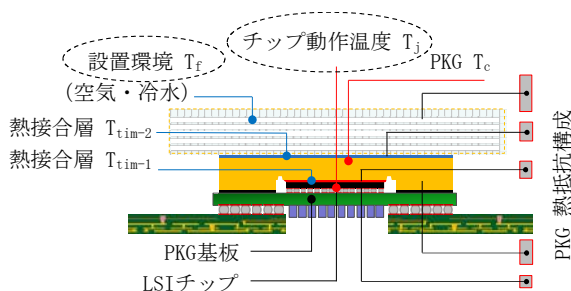 チップ動作温度 Tj
設置環境 Tf
PKG Tc
(空気・冷水)
熱接合層 Ttim-2
熱接合層 Ttim-1
PKG 熱抵抗構成
PKG基板
LSIチップ